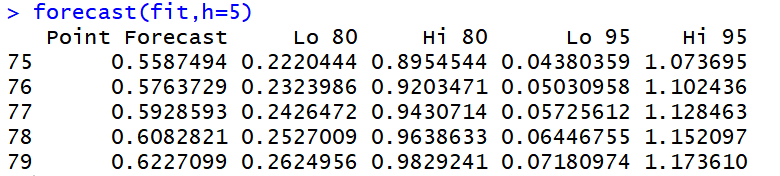 > forecast(fit,h=5)
Point Forecast Lo 80 Hi 80 Lo 95 Hi 95
75 0.5587494 0.2220444 0.8954544 0.04380359 1.073695
76 0.5763729 0.2323986 0.9203471 0.05030958 1.102436
77 0.5928593 0.2426472 0.9430714 0.05725612 1.128463
78 0.6082821 0.2527009 0.9638633 0.06446755 1.152097
79 0.6227099 0.2624956 0.9829241 0.07180974 1.173610